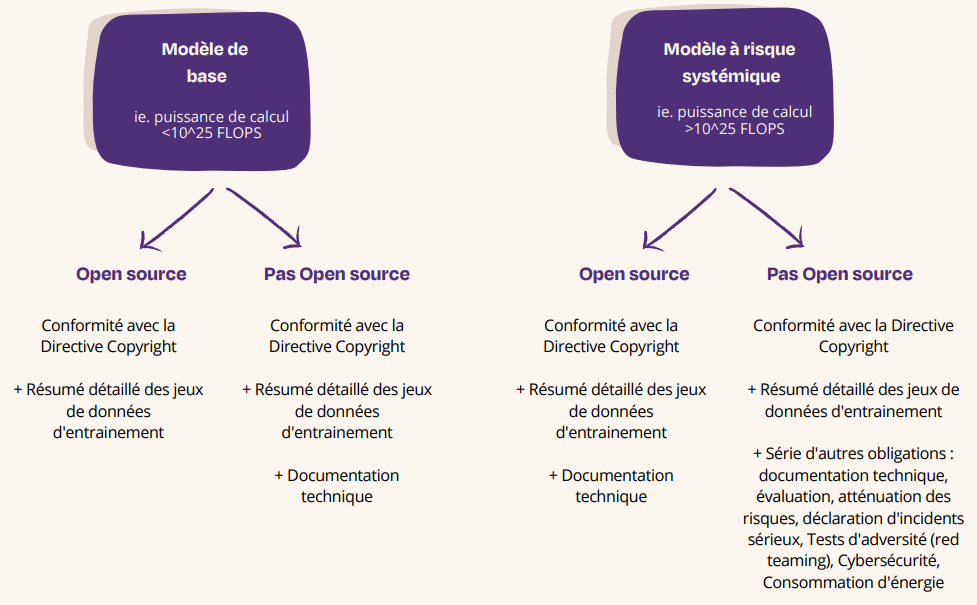 Modèle de
base
ie. puissance de calcul
<10^25 FLOPS
Modèle à risque
systémique
ie. puissance de calcul
>10^25 FLOPS
Open source
Conformité avec la
Directive Copyright
+ Résumé détaillé des jeux
de données
d'entrainement
Pas Open source
Conformité avec la
Directive Copyright
+ Résumé détaillé des jeux
de données
d'entrainement
+ Documentation
technique
Open source
Conformité avec la
Directive Copyright
+ Résumé détaillé des jeux
de données
d'entrainement
+ Documentation
technique
Pas Open source
Conformité avec la Directive
Copyright
+ Résumé détaillé des jeux de
données d'entrainement
+ Série d'autres obligations :
documentation technique,
évaluation, atténuation des
risques, déclaration d'incidents
sérieux, Tests d'adversité (red
teaming), Cybersécurité,
Consommation d'énergie